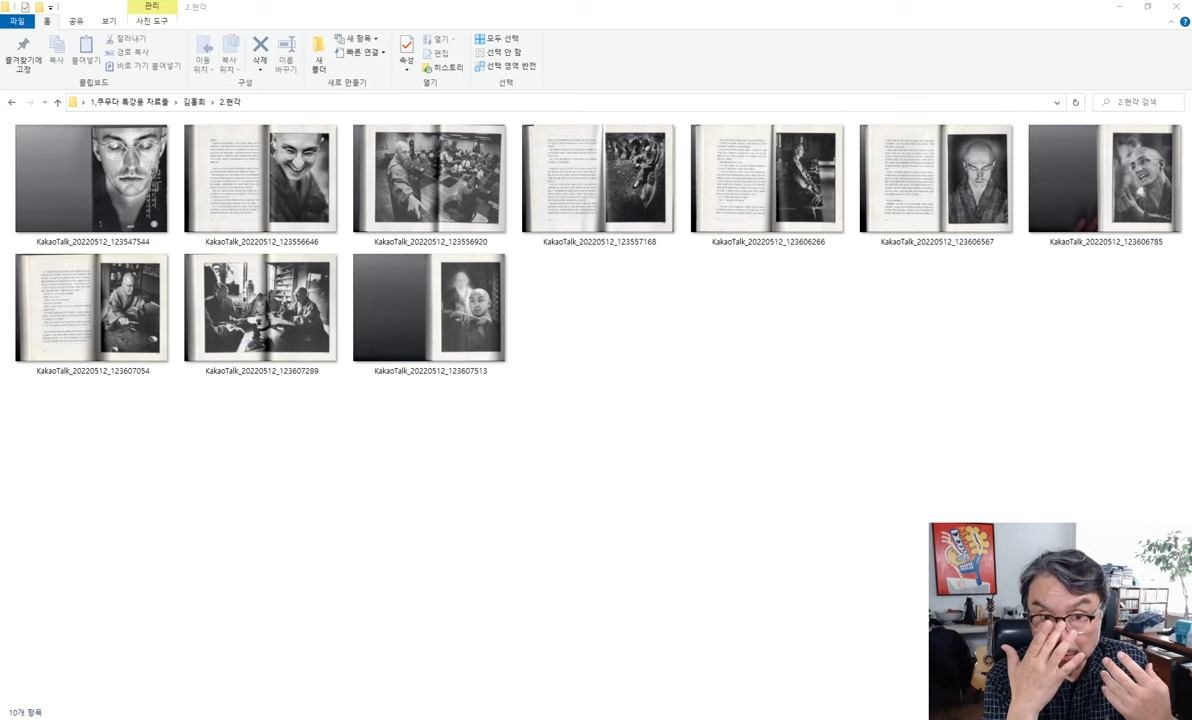 관리
2.현각
파일
홈
공유
보기
사진 도구
즐겨찾기에
고정
복사
붙여넣기
잘라내기
경로 복사
바로 가기 붙여넣기
클립보드
이동
위치
복사
위치
삭제
이름
바꾸기
구성
새
폴더
새 항목
빠른 연결
새로 만들기
속성
열기
편집
히스토리
열기
모두 선택
선택 안 함
선택 영역 반전
선택
1,쿠우다 특강용 자료들 > 김홍희 > 2.현각
2.현각 검색
KakaoTalk_20220512_123547544
KakaoTalk_20220512_123556646
KakaoTalk_20220512_123556920
KakaoTalk_20220512_123557168
KakaoTalk_20220512_123606266
KakaoTalk_20220512_123606567
KakaoTalk_20220512_123606785
KakaoTalk_20220512_123607054
KakaoTalk_20220512_123607289
KakaoTalk_20220512_123607513
10개 항목